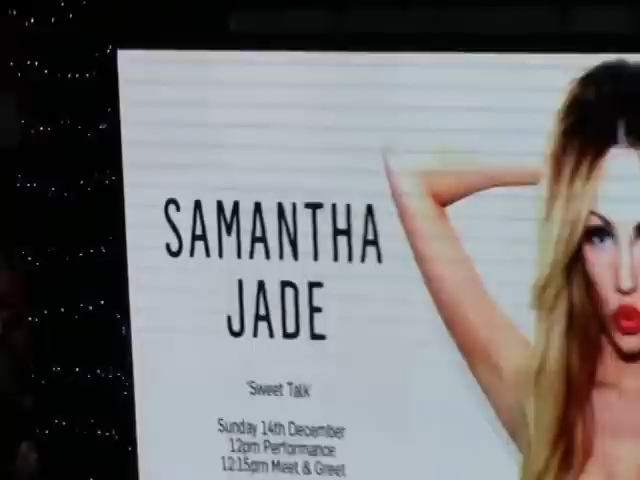 SAMANTHA
JADE
'Sweet Talk'
Sunday 14th December
12pm Performance
12:15pm Meet & Greet